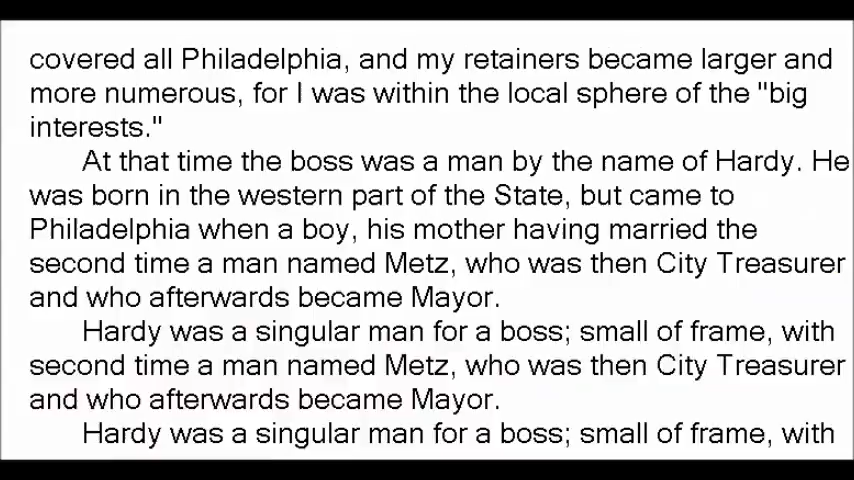 covered all Philadelphia, and my retainers became larger and
more numerous, for I was within the local sphere of the "big
interests."
At that time the boss was a man by the name of Hardy. He
was born in the western part of the State, but came to
Philadelphia when a boy, his mother having married the
second time a man named Metz, who was then City Treasurer
and who afterwards became Mayor.
Hardy was a singular man for a boss; small of frame, with
second time a man named Metz, who was then City Treasurer
and who afterwards became Mayor.
Hardy was a singular man for a boss; small of frame, with